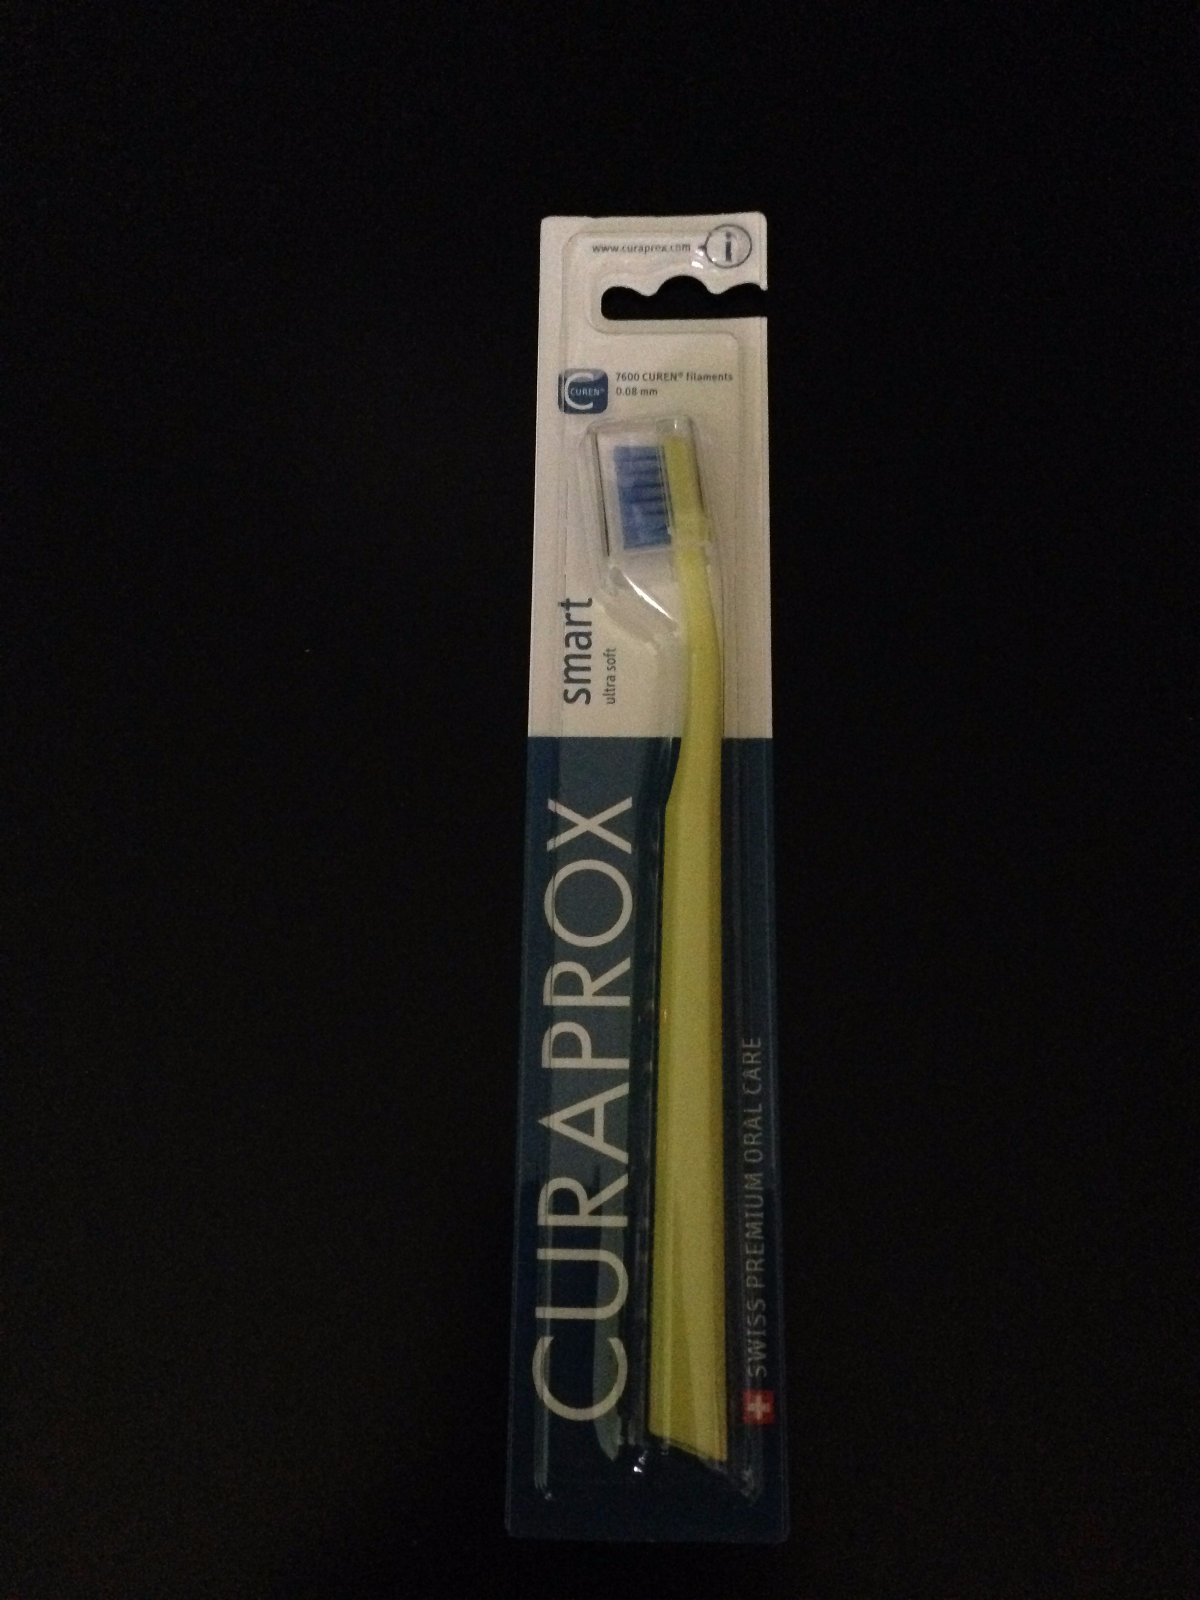 www.curaprox.com
i
C
CUREN®
7600 CUREN® filaments
0.08 mm
smart
ultra soft
CURAPROX
SWISS PREMIUM ORAL CARE